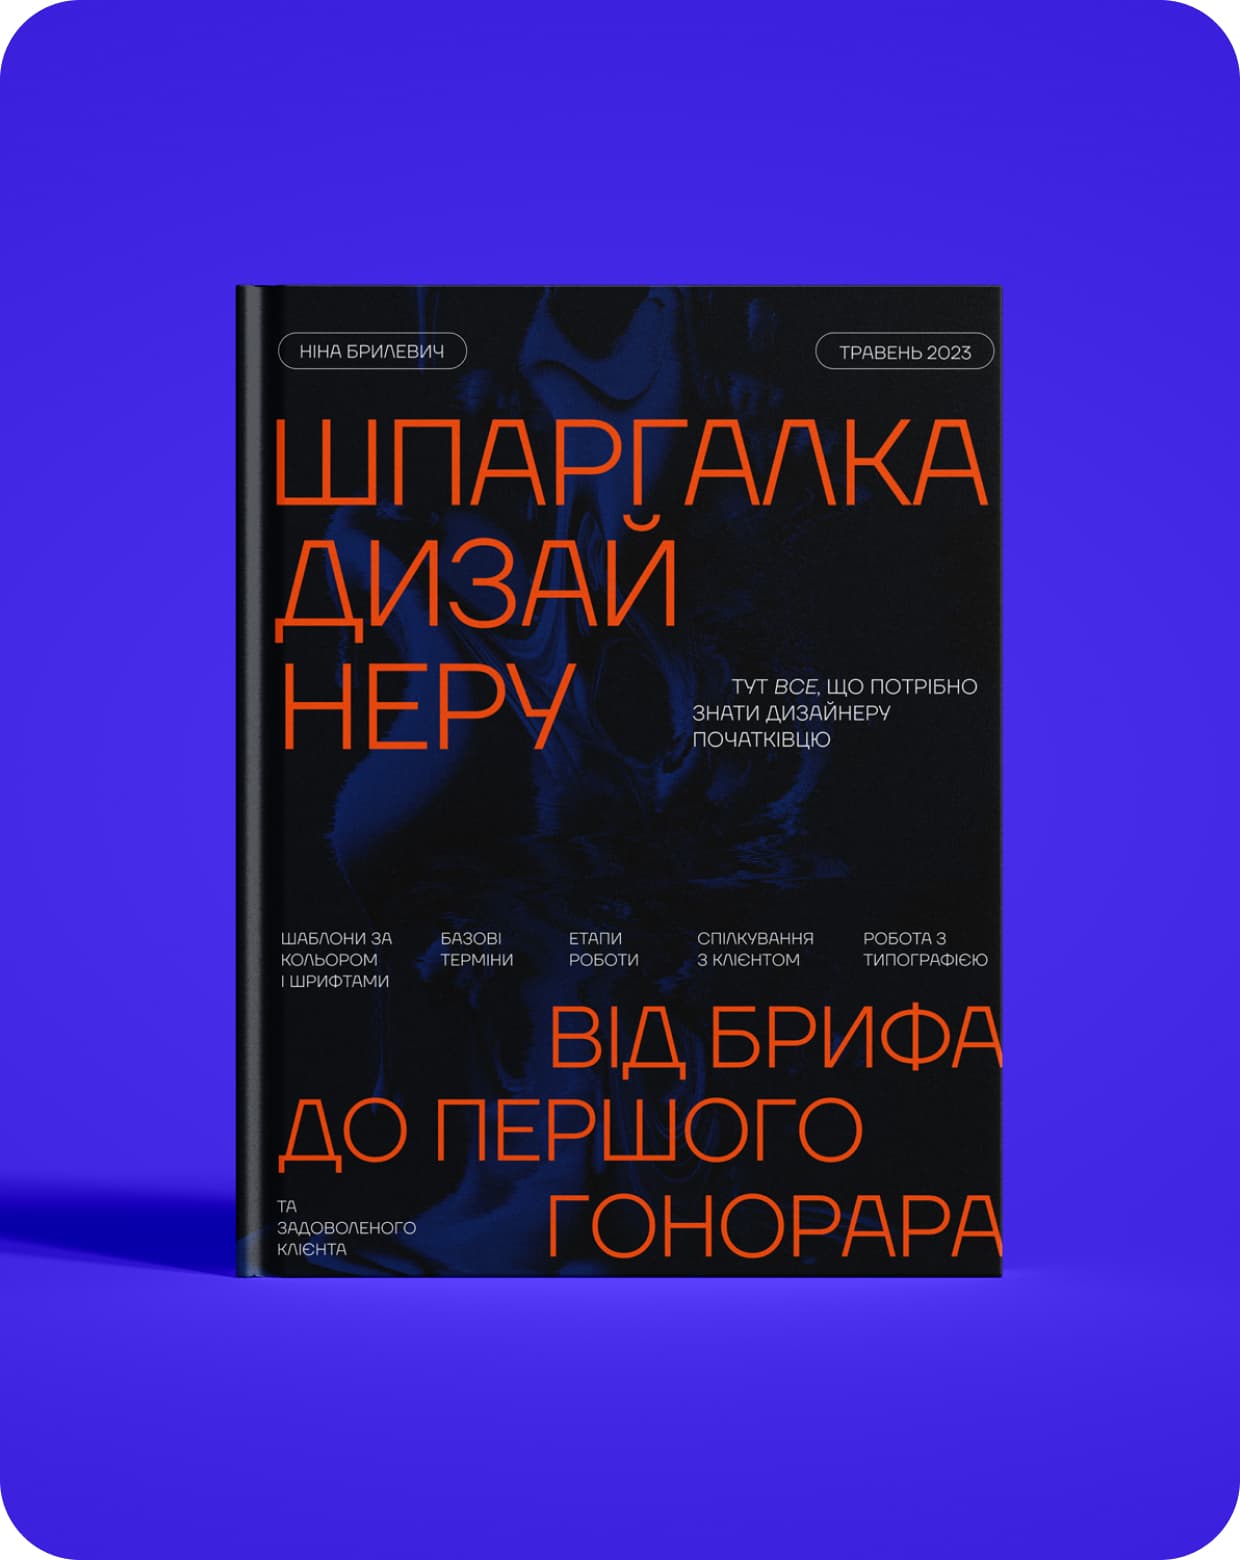 НІНА БРИЛЕВИЧ
ТРАВЕНЬ 2023
ШПАРГАЛКА
ДИЗАЙ
НЕРУ
ТУТ ВСЕ, ЩО ПОТРІБНО
ЗНАТИ ДИЗАЙНЕРУ
ПОЧАТКІВЦЮ
ШАБЛОНИ ЗА
КОЛЬОРОМ
І ШРИФТАМИ
БАЗОВІ
ТЕРМІНИ
ЕТАПИ
РОБОТИ
СПІЛКУВАННЯ
З КЛІЄНТОМ
РОБОТА З
ТИПОГРАФІЄЮ
ВІД БРИФА
ДО ПЕРШОГО
ГОНОРАРА
ТА
ЗАДОВОЛЕНОГО
КЛІЄНТА